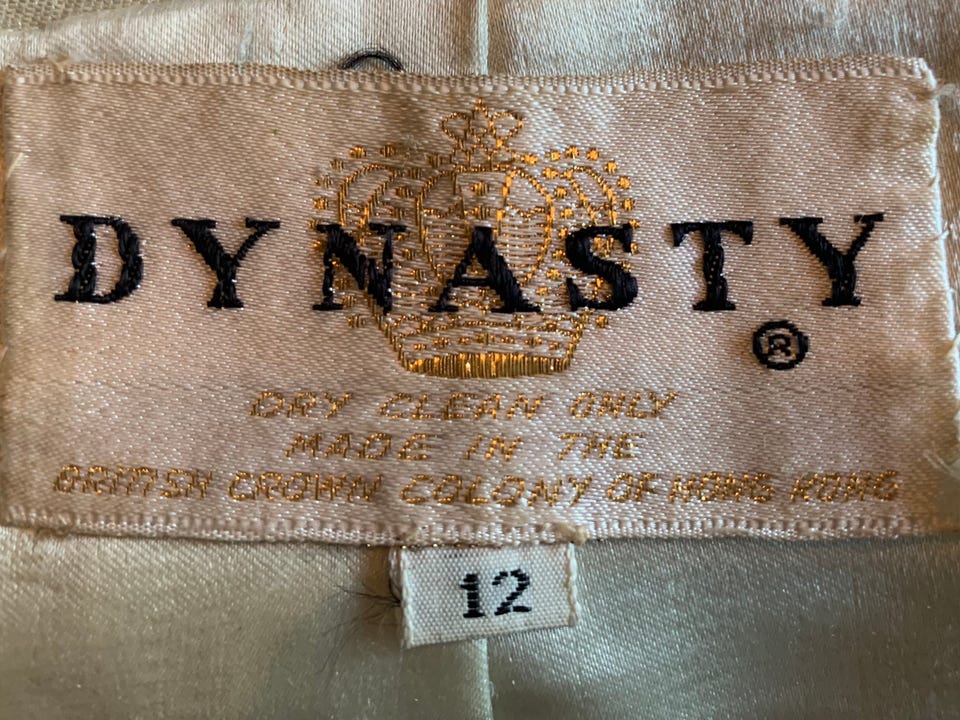 DYNASTY
®
DRY CLEAN ONLY
MADE IN THE
BRITISH CROWN COLONY OF HONG KONG
12